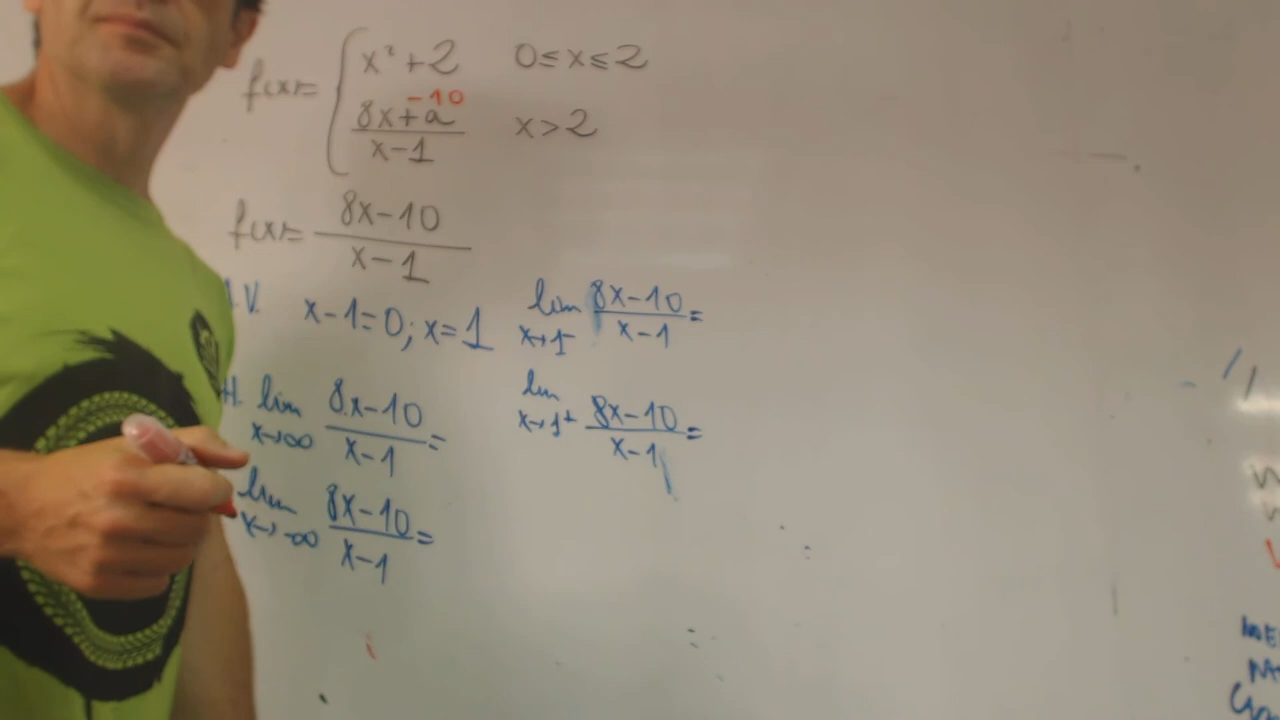 f(x)= { x²+2 0≤x≤2
-10
8x+a / x-1 x>2
f(x)= 8x-10 / x-1
.V. x-1=0; x=1 lim x→1⁻ 8x-10 / x-1 =
H. lim x→∞ 8x-10 / x-1 = lim x→1⁺ 8x-10 / x-1 =
lim x→-∞ 8x-10 / x-1 =